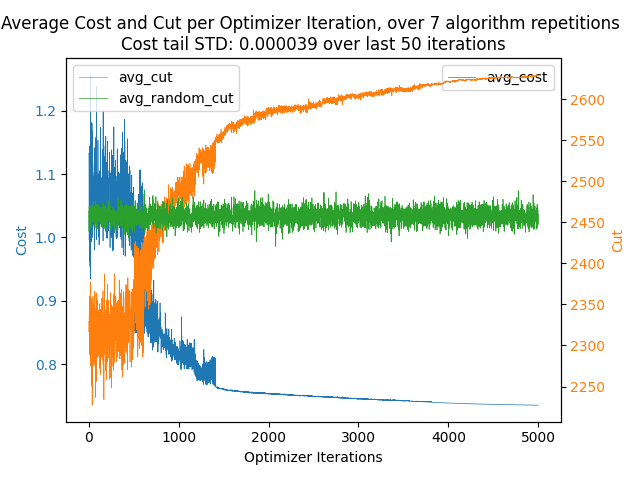 Average Cost and Cut per Optimizer Iteration, over 7 algorithm repetitions
Cost tail STD: 0.000039 over last 50 iterations
avg_cut
avg_random_cut
avg_cost
1.2
1.1
1.0
0.9
0.8
Cost
2600
2550
2500
2450
2400
2350
2300
2250
Cut
0
1000
2000
3000
4000
5000
Optimizer Iterations